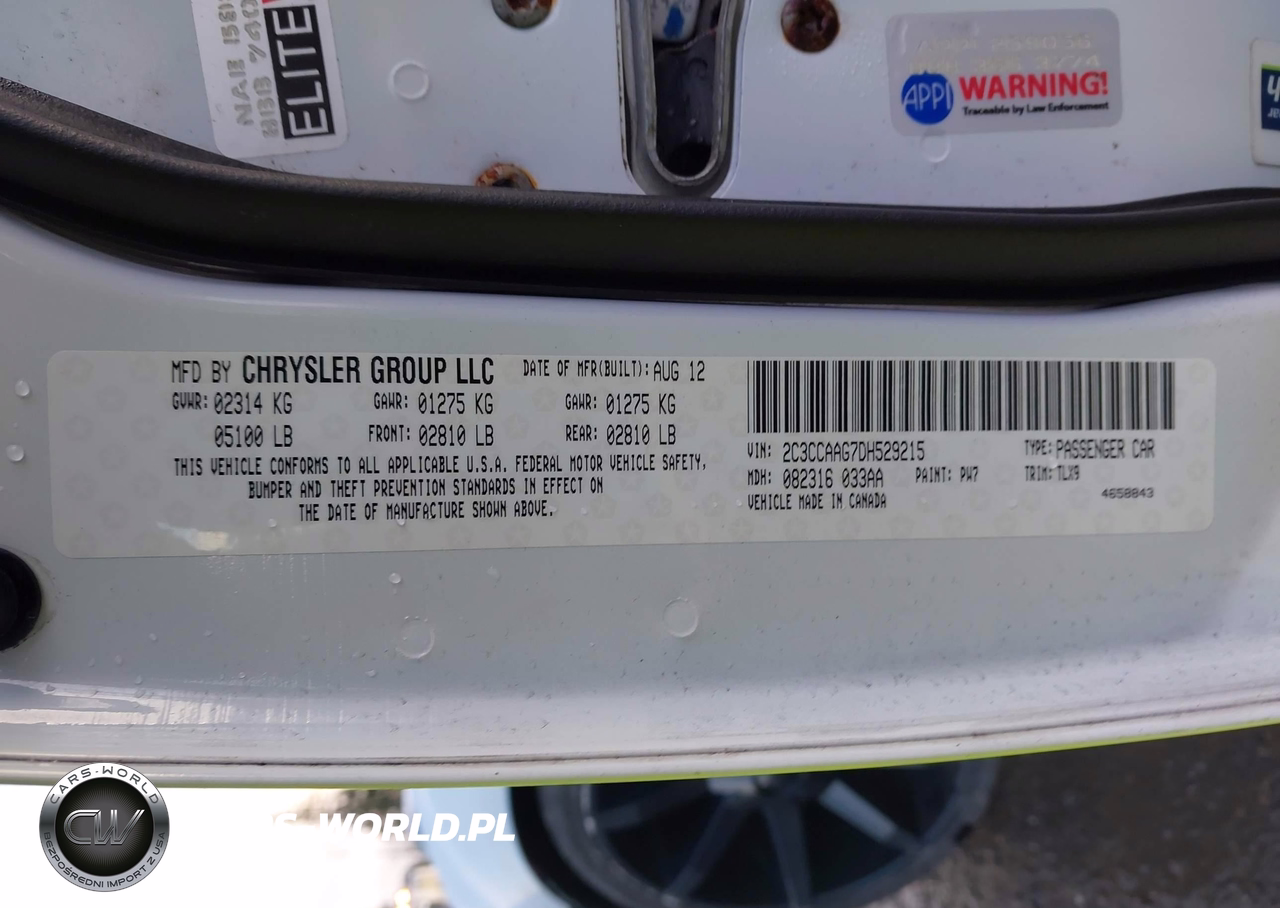 ELITE
APPI WARNING!
Traceable by Law Enforcement
MFD BY CHRYSLER GROUP LLC DATE OF MFR(BUILT): AUG 12
GVWR: 02314 KG GAWR: 01275 KG GAWR: 01275 KG
05100 LB FRONT: 02810 LB REAR: 02810 LB
THIS VEHICLE CONFORMS TO ALL APPLICABLE U.S.A. FEDERAL MOTOR VEHICLE SAFETY,
BUMPER AND THEFT PREVENTION STANDARDS IN EFFECT ON
THE DATE OF MANUFACTURE SHOWN ABOVE.
VIN: 2C3CCAAG7DH529215 TYPE: PASSENGER CAR
MDH: 082316 033AA PAINT: PW7 TRIM: TLX9
VEHICLE MADE IN CANADA 4658843
CARS-WORLD
CW
BEZPOŚREDNI IMPORT Z USA
WORLD.PL